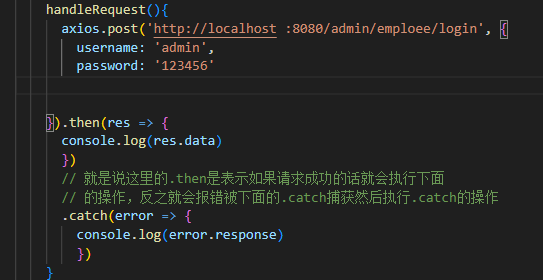 handleRequest(){
axios.post('http://localhost :8080/admin/emploee/login', {
username: 'admin',
password: '123456'
}).then(res => {
console.log(res.data)
})
// 就是说这里的.then是表示如果请求成功的话就会执行下面
// 的操作，反之就会报错被下面的.catch捕获然后执行.catch的操作
.catch(error => {
console.log(error.response)
})
}